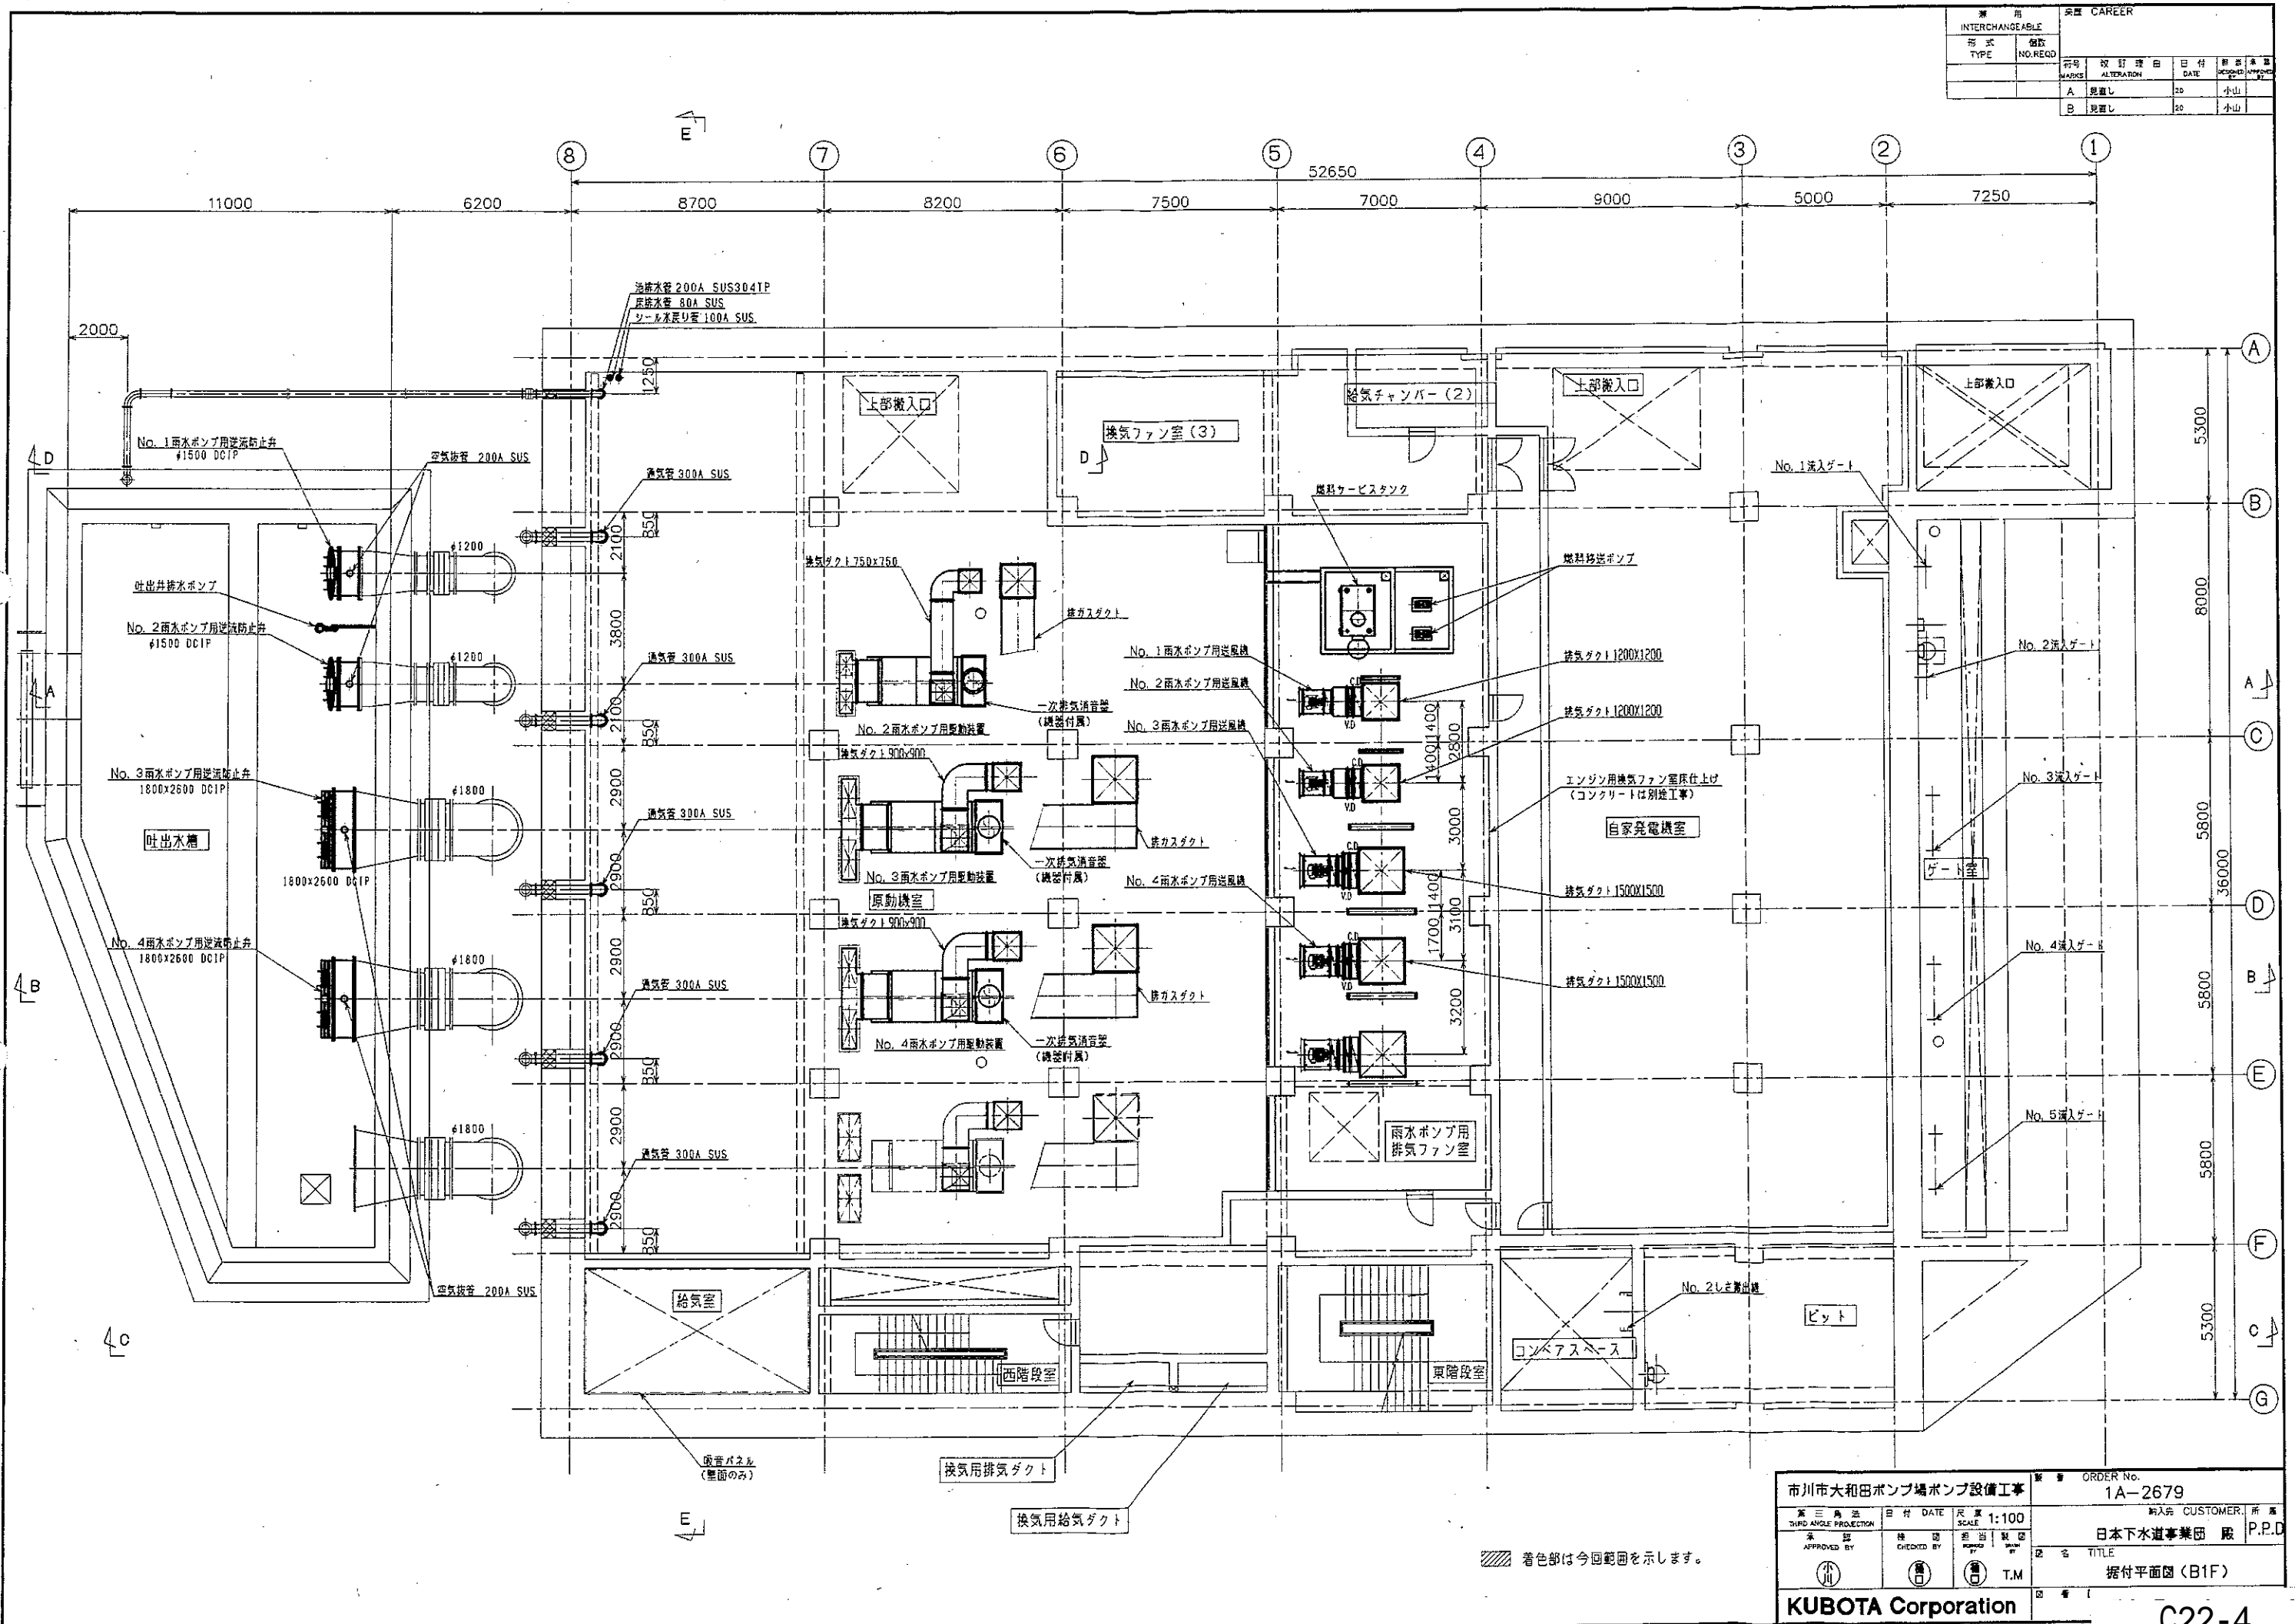 兼用
INTERCHANGEABLE
形式
TYPE
個数
NO.REQD
来歴 CAREER
符号
MARKS
改訂理由
ALTERATION
日付
DATE
DESIGNED BY
APPROVED BY
A 見直し 20 小山
B 見直し 20 小山
E
8
7
6
5
4
3
2
1
52650
11000
6200
8700
8200
7500
7000
9000
5000
7250
2000
池排水管 200A SUS304TP
床排水管 80A SUS
シール水戻り管 100A SUS
1250
A
上部搬入口
換気ファン室(3)
給気チャンバー(2)
上部搬入口
上部搬入口
5300
D
No. 1雨水ポンプ用逆流防止弁
φ1500 DCIP
空気抜管 200A SUS
D
通気管 300A SUS
燃料サービスタンク
No. 1流入ゲート
B
850
2100
φ1200
換気ダクト750x750
燃料移送ポンプ
吐出井排水ポンプ
排ガスダクト
8000
No. 2雨水ポンプ用逆流防止弁
φ1500 DCIP
3800
φ1200
通気管 300A SUS
No. 1雨水ポンプ用送風機
排気ダクト1200X1200
No. 2流入ゲート
A
No. 2雨水ポンプ用送風機
C.D
A
一次排気消音器
(機器付属)
No. 3雨水ポンプ用送風機
V.D
1400
1400
2800
排気ダクト1200X1200
2100
850
No. 2雨水ポンプ用駆動装置
C
換気ダクト900x900
C.D
V.D
No. 3雨水ポンプ用逆流防止弁
1800x2600 DCIP
2900
φ1800
通気管 300A SUS
エンジン用換気ファン室床仕上げ
(コンクリートは別途工事)
No. 3流入ゲート
3000
自家発電機室
5800
36000
吐出水槽
排ガスダクト
C.D
一次排気消音器
(機器付属)
ゲート室
1800x2600 DCIP
No. 3雨水ポンプ用駆動装置
No. 4雨水ポンプ用送風機
V.D
排気ダクト1500X1500
2900
850
原動機室
1400
1700
3100
D
換気ダクト900x900
C.D
No. 4雨水ポンプ用逆流防止弁
1800X2600 DCIP
2900
φ1800
No. 4流入ゲート
B
通気管 300A SUS
排ガスダクト
V.D
排気ダクト1500X1500
5800
B
3200
No. 4雨水ポンプ用駆動装置
一次排気消音器
(機器付属)
2900
850
E
2900
φ1800
通気管 300A SUS
雨水ポンプ用
排気ファン室
No. 5流入ゲート
5800
2900
850
F
空気抜管 200A SUS
給気室
No. 2しさ搬出機
ピット
5300
C
C
コンベアスペース
西階段室
東階段室
G
吸音パネル
(壁面のみ)
換気用排気ダクト
E
換気用給気ダクト
着色部は今回範囲を示します。
市川市大和田ポンプ場ポンプ設備工事
ORDER No.
1A-2679
第三角法
THIRD ANGLE PROJECTION
日付 DATE
尺度
SCALE 1:100
納入先 CUSTOMER.
日本下水道事業団 殿
所属
P.P.D
承認
APPROVED BY
検図
CHECKED BY
担当
製図
小川
樋口
樋口
T.M
図名 TITLE
据付平面図(B1F)
KUBOTA Corporation
図番
C22-4